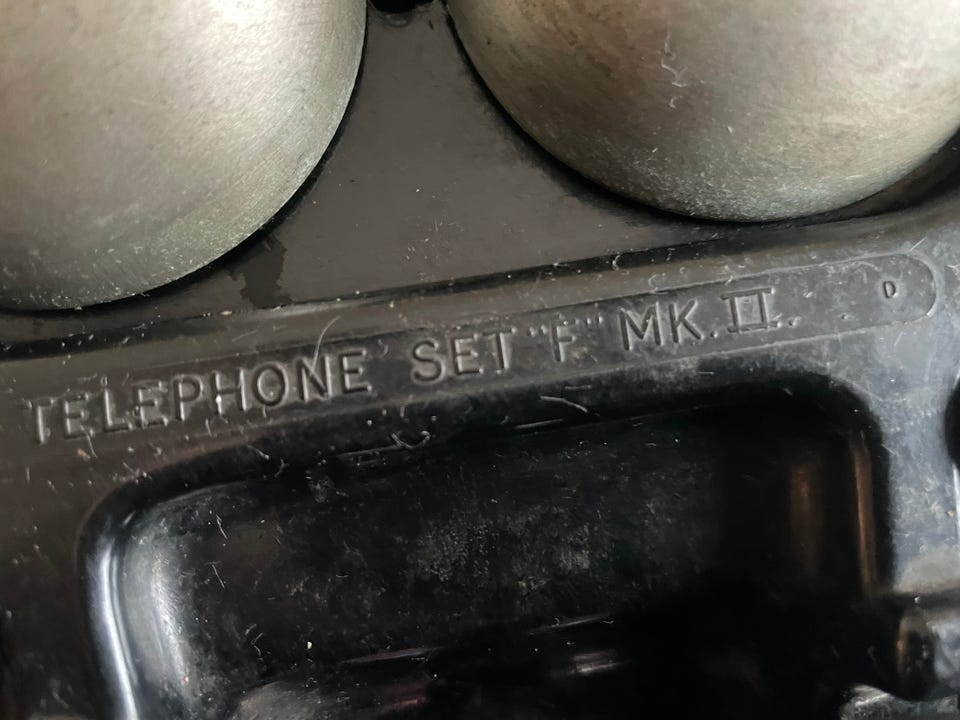 TELEPHONE SET "F" MK. II. D